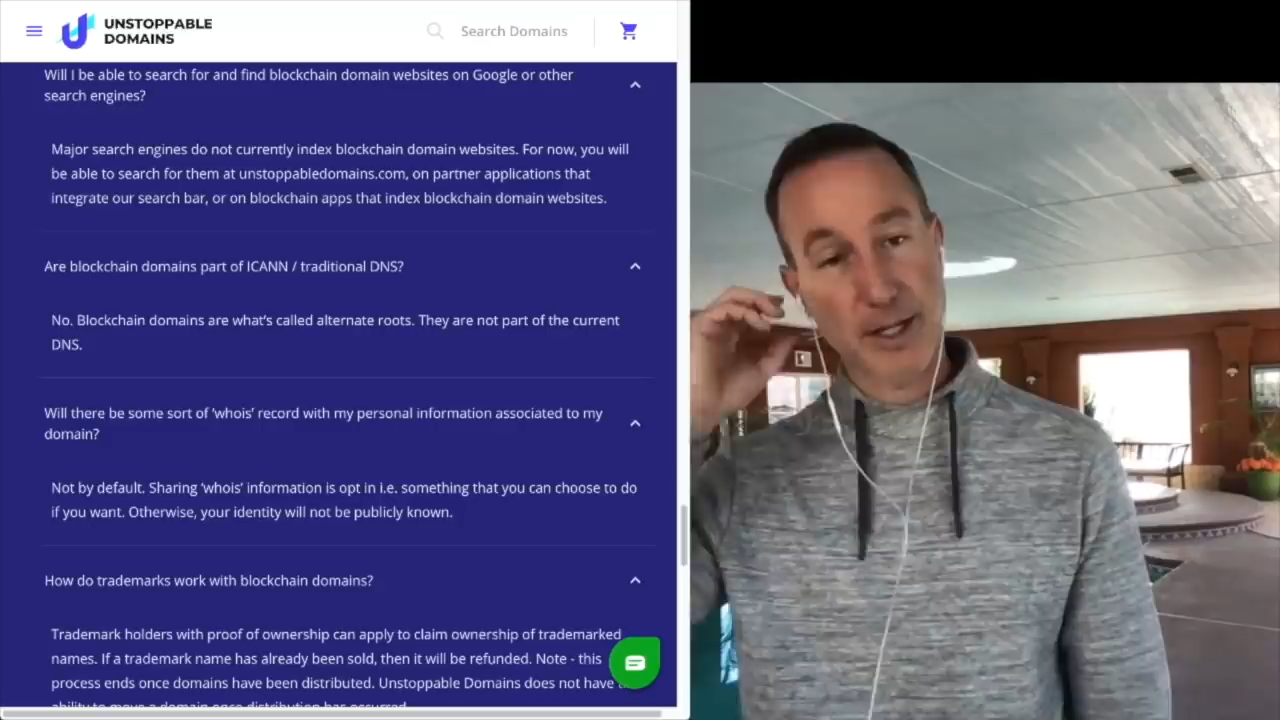 UNSTOPPABLE
DOMAINS
Search Domains
Will I be able to search for and find blockchain domain websites on Google or other
search engines?
Major search engines do not currently index blockchain domain websites. For now, you will
be able to search for them at unstoppabledomains.com, on partner applications that
integrate our search bar, or on blockchain apps that index blockchain domain websites.
Are blockchain domains part of ICANN / traditional DNS?
No. Blockchain domains are what's called alternate roots. They are not part of the current
DNS.
Will there be some sort of ‘whois’ record with my personal information associated to my
domain?
Not by default. Sharing ‘whois’ information is opt in i.e. something that you can choose to do
if you want. Otherwise, your identity will not be publicly known.
How do trademarks work with blockchain domains?
Trademark holders with proof of ownership can apply to claim ownership of trademarked
names. If a trademark name has already been sold, then it will be refunded. Note - this
process ends once domains have been distributed. Unstoppable Domains does not have
ability to move a domain once distribution has occurred.